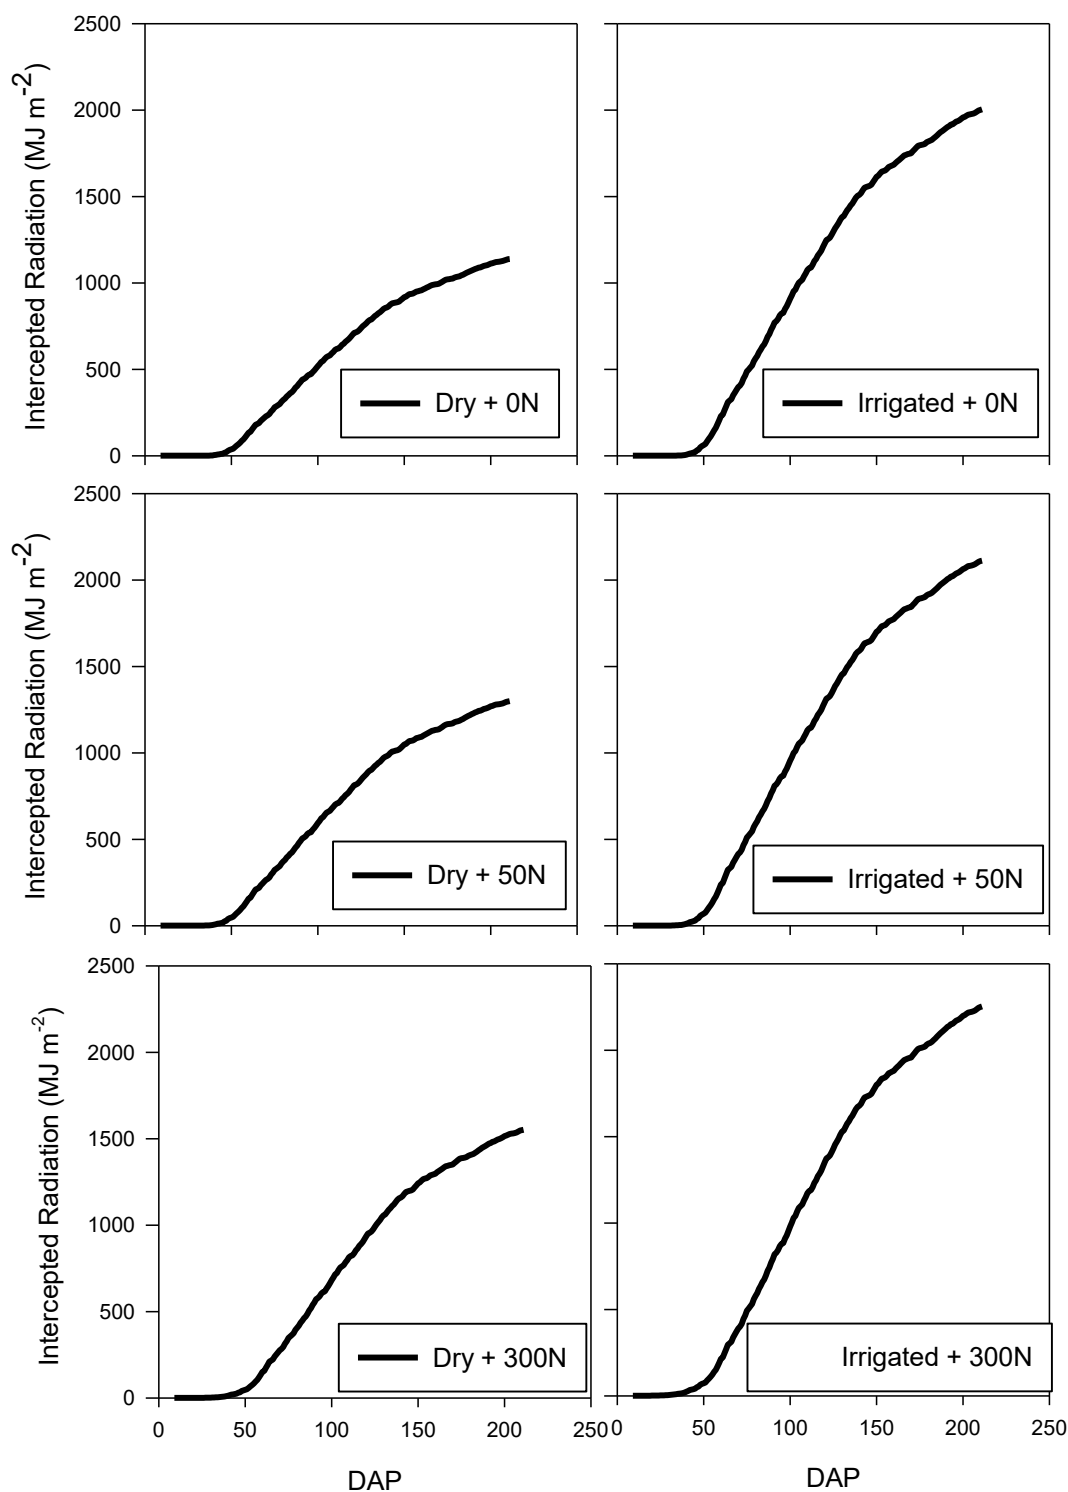 2500
2000
1500
1000
500
0
Intercepted Radiation (MJ m-2)
Dry + 0N
Irrigated + 0N
2500
2000
1500
1000
500
0
Intercepted Radiation (MJ m-2)
Dry + 50N
Irrigated + 50N
2500
2000
1500
1000
500
0
Intercepted Radiation (MJ m-2)
Dry + 300N
Irrigated + 300N
0 50 100 150 200 250
0 50 100 150 200 250
DAP
DAP